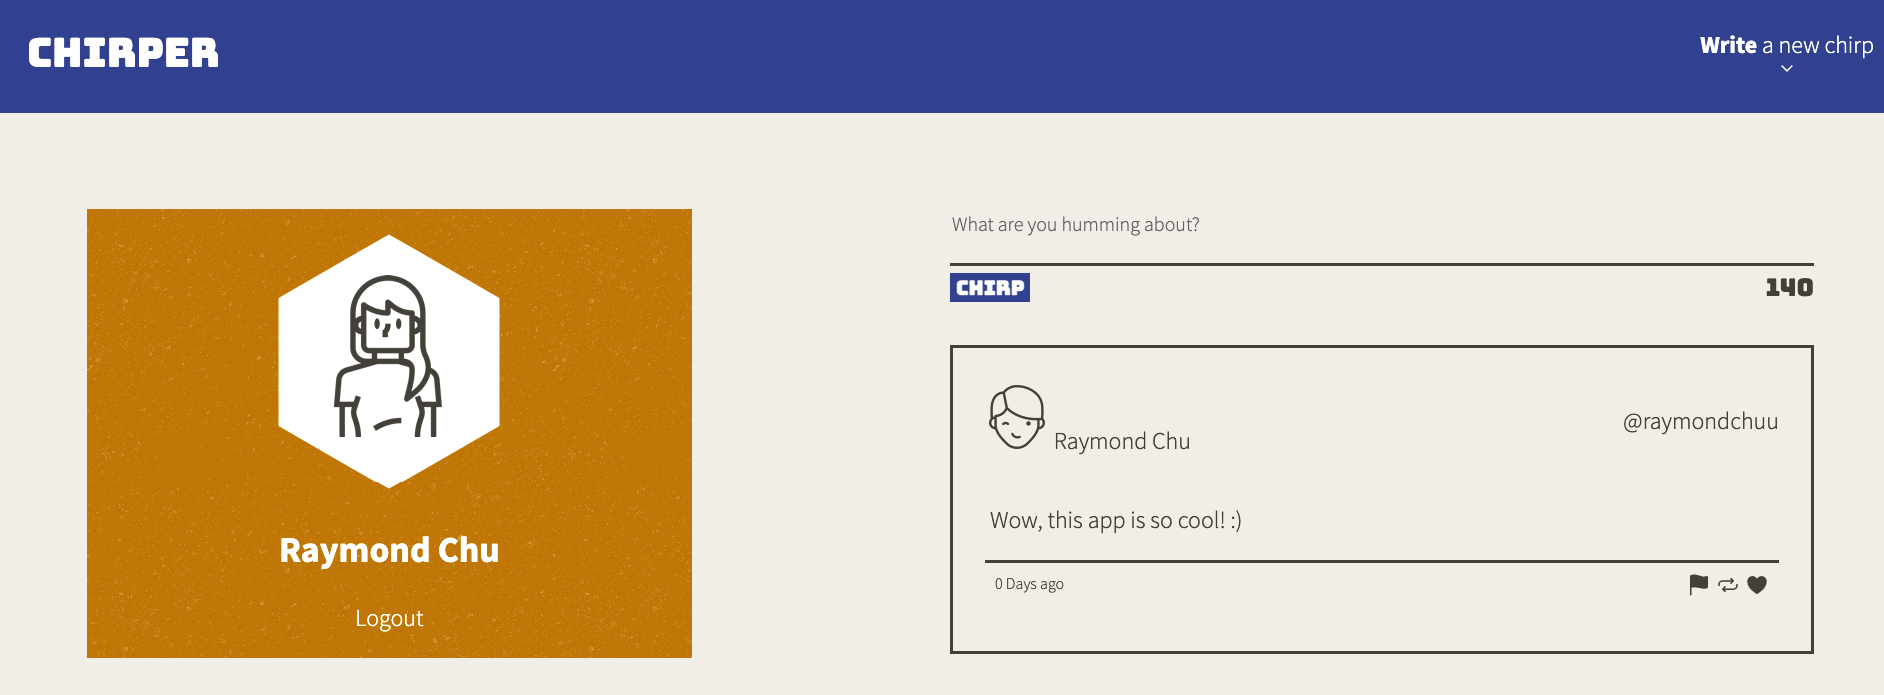 CHIRPER
Write a new chirp
Raymond Chu
Logout
What are you humming about?
CHIRP
140
Raymond Chu
@raymondchuu
Wow, this app is so cool! :)
0 Days ago